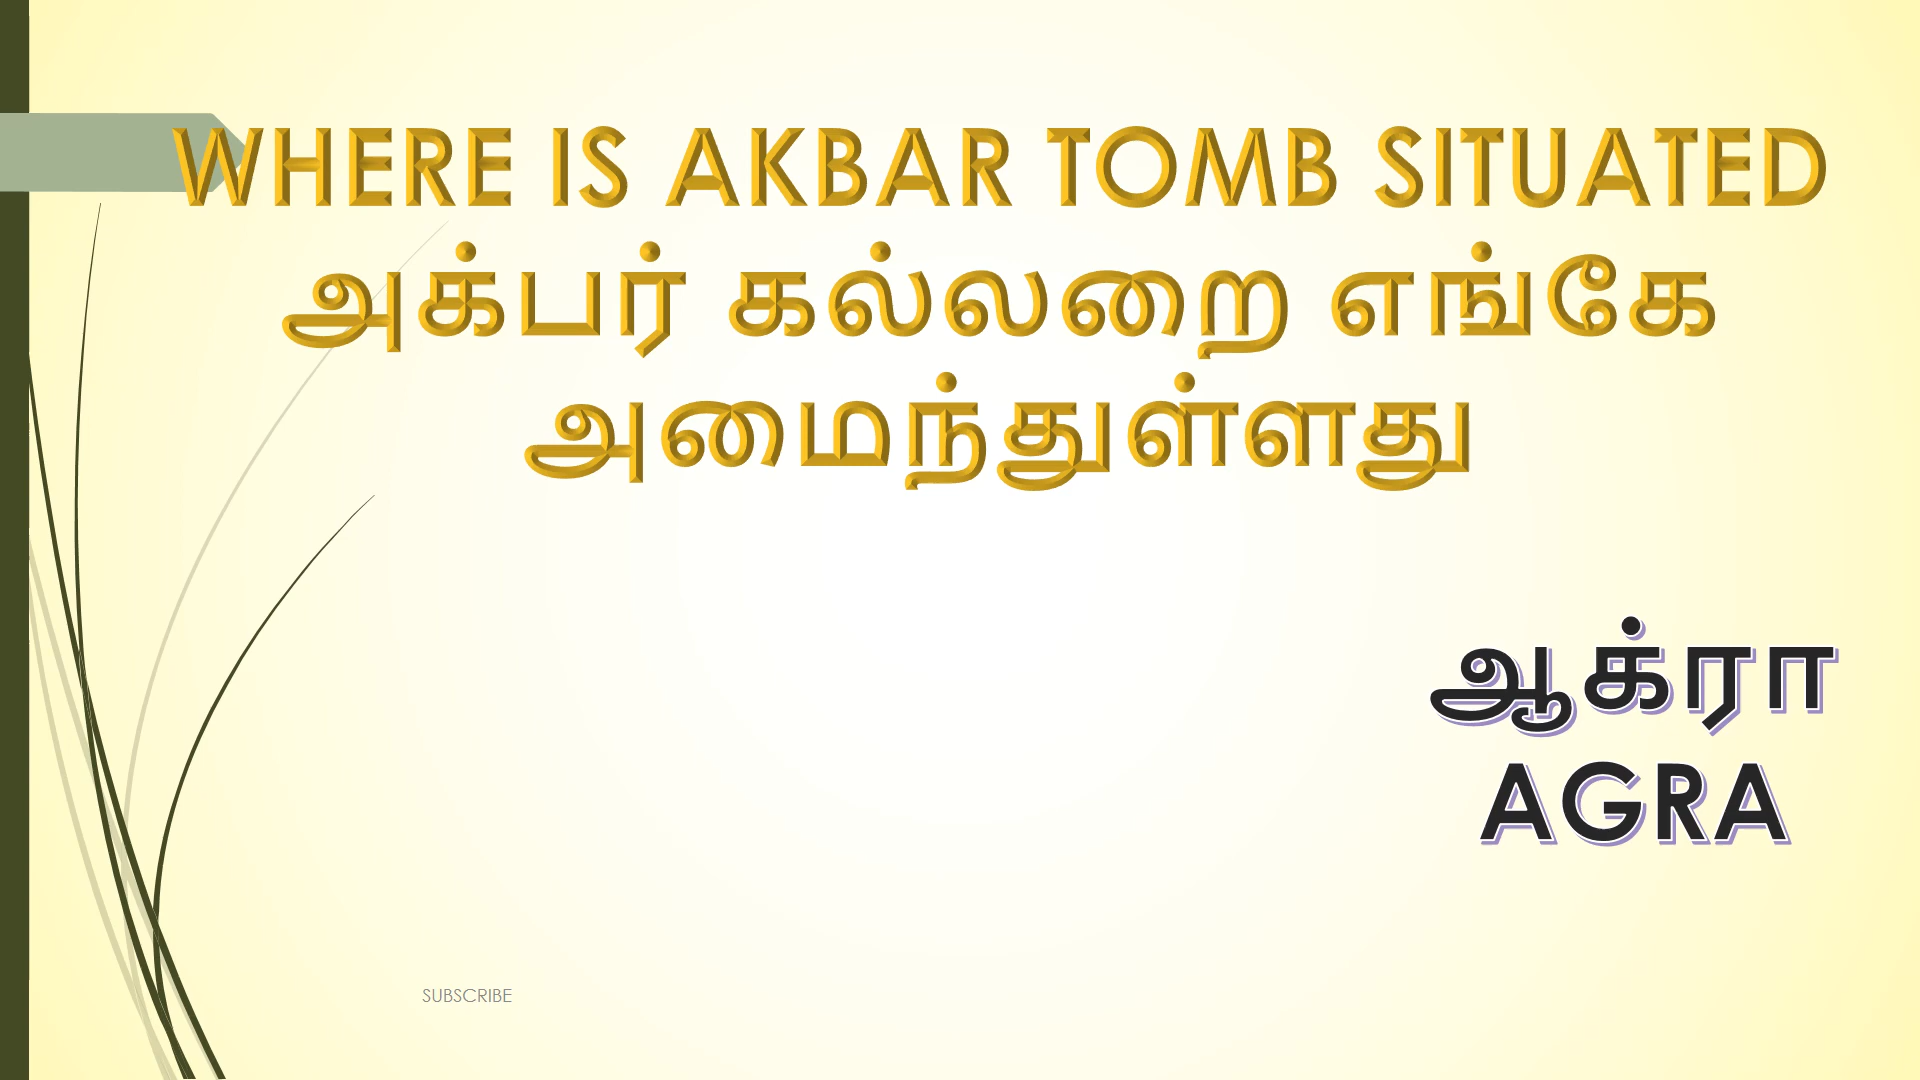 WHERE IS AKBAR TOMB SITUATED
அக்பர் கல்லறை எங்கே
அமைந்துள்ளது
ஆக்ரா
AGRA
SUBSCRIBE